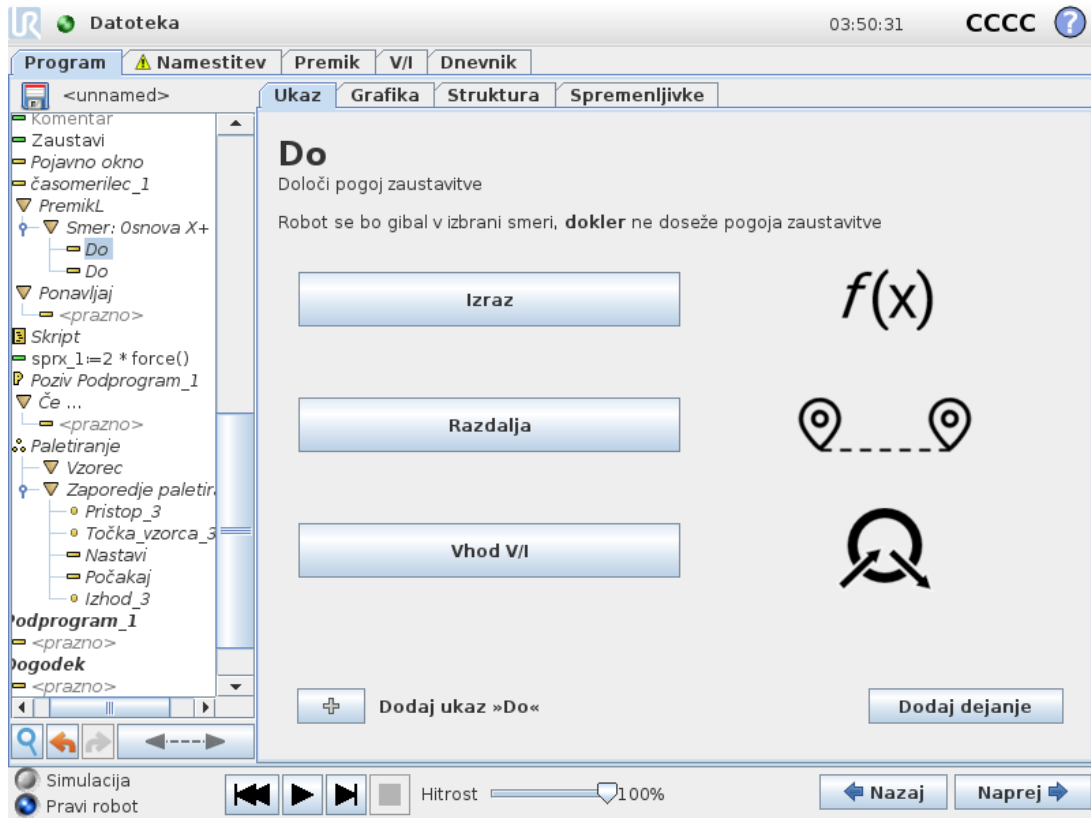 Datoteka
03:50:31
CCCC
?
Program
Namestitev
Premik
V/I
Dnevnik
<unnamed>
Ukaz
Grafika
Struktura
Spremenljivke
Komentar
Zaustavi
Pojavno okno
časomerilec_1
PremikL
Smer: Osnova X+
Do
Do
Ponavljaj
<prazno>
Skript
sprx_1≔2 * force()
Poziv Podprogram_1
Če ...
<prazno>
Paletiranje
Vzorec
Zaporedje paletir
Pristop_3
Točka_vzorca_3
Nastavi
Počakaj
Izhod_3
Podprogram_1
<prazno>
Dogodek
<prazno>
Do
Določi pogoj zaustavitve
Robot se bo gibal v izbrani smeri, dokler ne doseže pogoja zaustavitve
Izraz
f(x)
Razdalja
Vhod V/I
Dodaj ukaz »Do«
Dodaj dejanje
Simulacija
Pravi robot
Hitrost
100%
Nazaj
Naprej